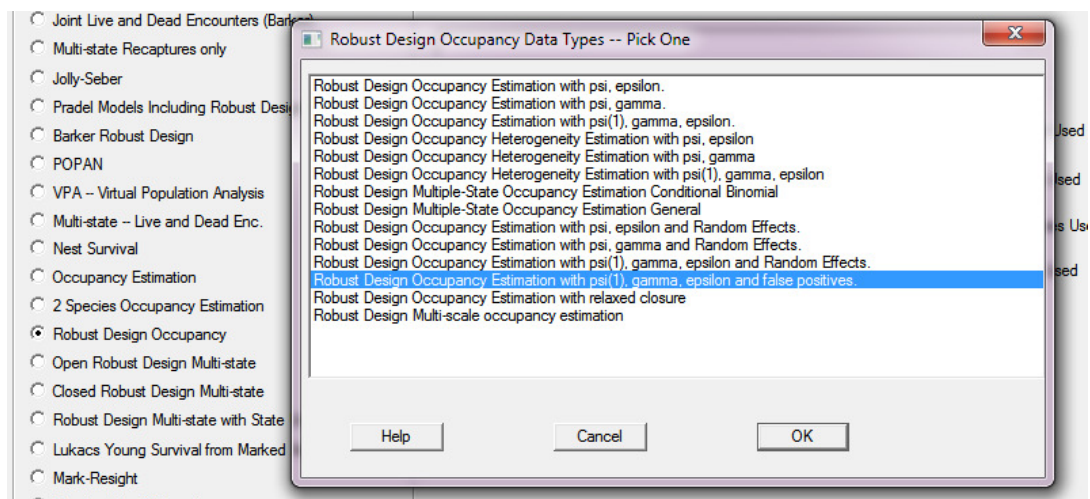 Joint Live and Dead Encounters (Barker)
Multi-state Recaptures only
Jolly-Seber
Pradel Models Including Robust
Barker Robust Design
POPAN
VPA -- Virtual Population Analysis
Multi-state -- Live and Dead Enc.
Nest Survival
Occupancy Estimation
2 Species Occupancy Estimation
Robust Design Occupancy
Open Robust Design Multi-state
Closed Robust Design Multi-state
Robust Design Multi-state with State
Lukacs Young Survival from Marked
Mark-Resight
Robust Design Occupancy Data Types -- Pick One
Robust Design Occupancy Estimation with psi, epsilon.
Robust Design Occupancy Estimation with psi, gamma.
Robust Design Occupancy Estimation with psi(1), gamma, epsilon.
Robust Design Occupancy Heterogeneity Estimation with psi, epsilon
Robust Design Occupancy Heterogeneity Estimation with psi, gamma
Robust Design Occupancy Heterogeneity Estimation with psi(1), gamma, epsilon
Robust Design Multiple-State Occupancy Estimation Conditional Binomial
Robust Design Multiple-State Occupancy Estimation General
Robust Design Occupancy Estimation with psi, epsilon and Random Effects.
Robust Design Occupancy Estimation with psi, gamma and Random Effects.
Robust Design Occupancy Estimation with psi(1), gamma, epsilon and Random Effects.
Robust Design Occupancy Estimation with psi(1), gamma, epsilon and false positives.
Robust Design Occupancy Estimation with relaxed closure
Robust Design Multi-scale occupancy estimation
Help
Cancel
OK